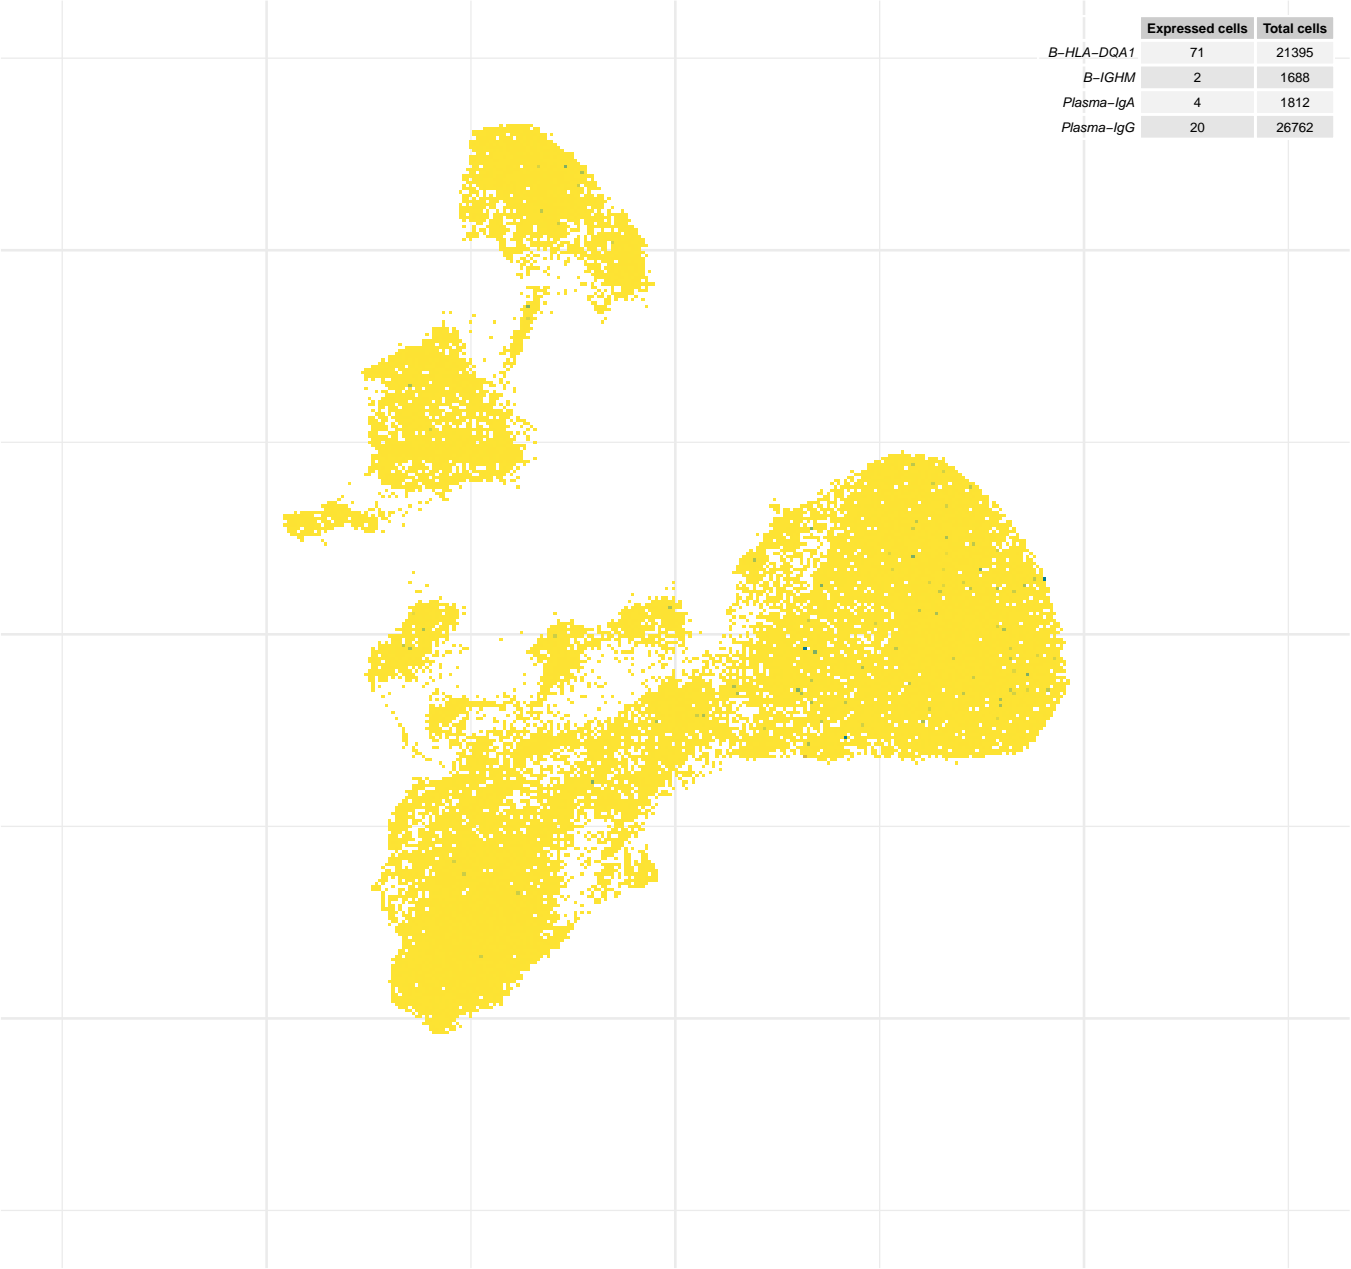 Expressed cells Total cells
B−HLA−DQA1 71 21395
B−IGHM 2 1688
Plasma−IgA 4 1812
Plasma−IgG 20 26762